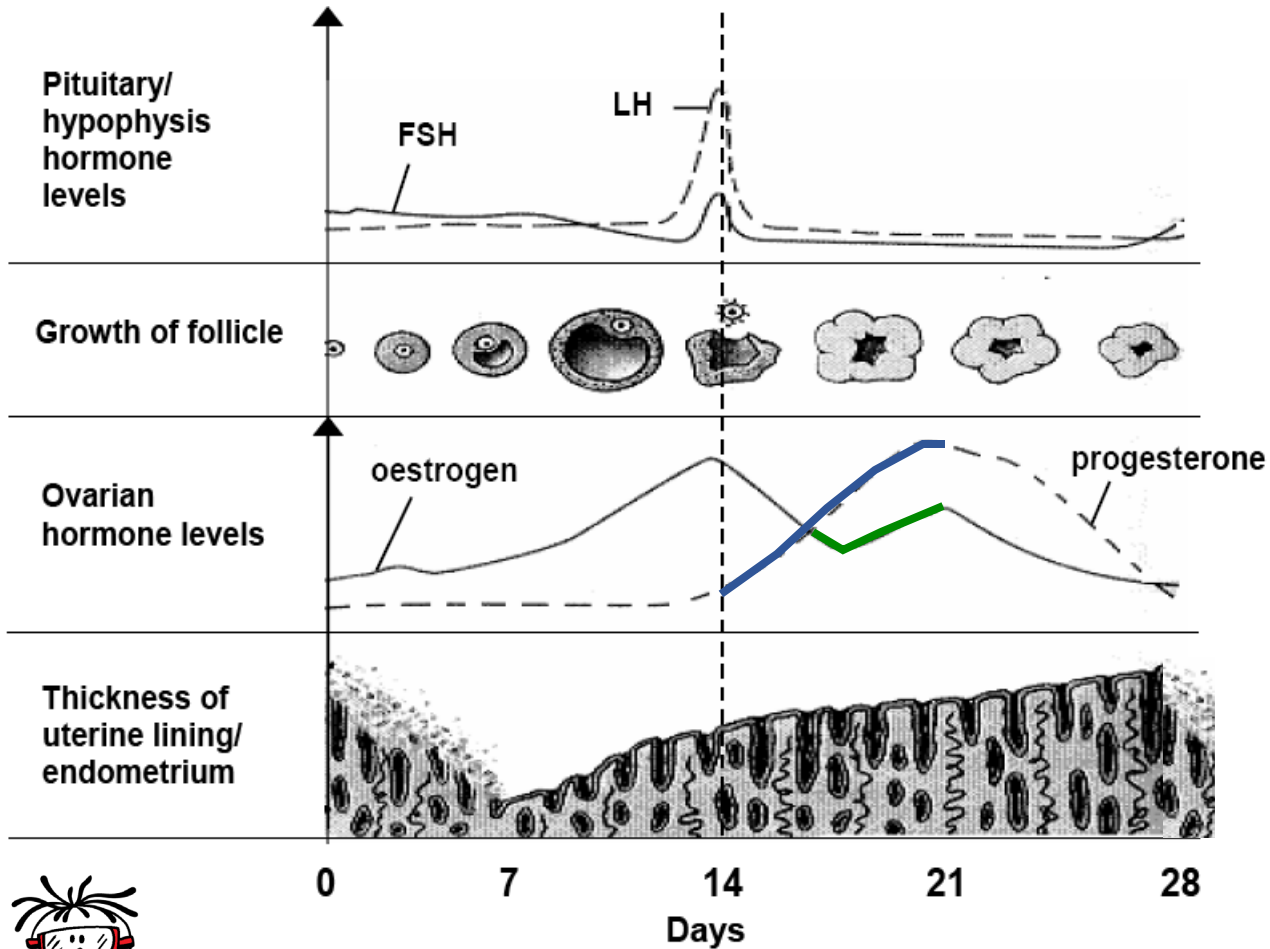 Pituitary/
hypophysis
hormone
levels
FSH
LH
Growth of follicle
Ovarian
hormone levels
oestrogen
progesterone
Thickness of
uterine lining/
endometrium
0 7 14 21 28
Days